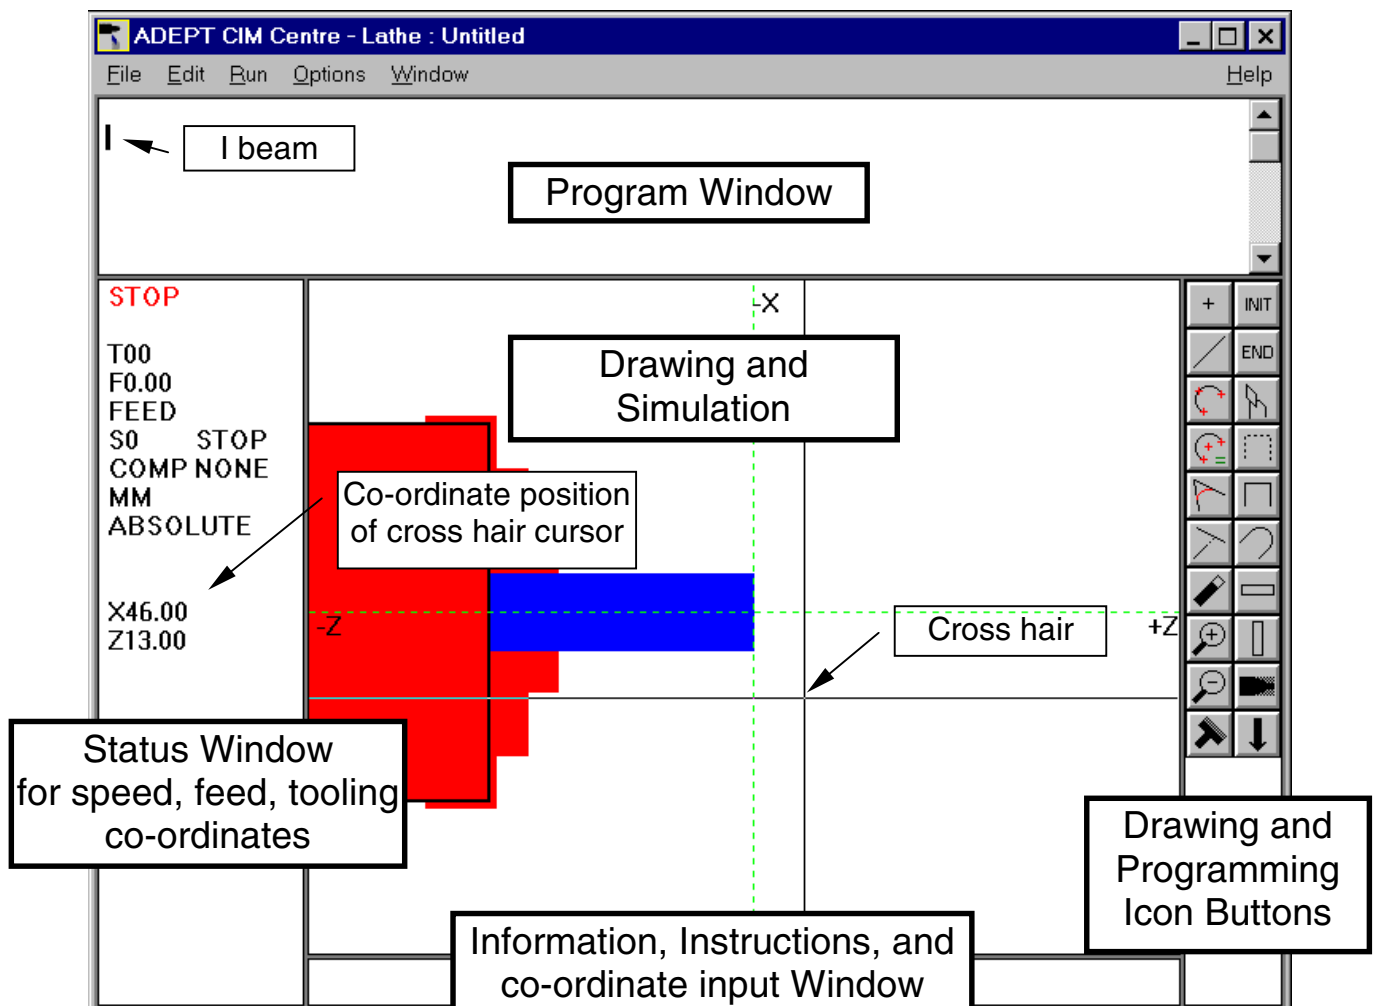 ADEPT CIM Centre - Lathe : Untitled
File Edit Run Options Window Help
I beam
Program Window
STOP
T00
F0.00
FEED
S0 STOP
COMP NONE
MM
ABSOLUTE
X46.00
Z13.00
-X
Drawing and
Simulation
Co-ordinate position
of cross hair cursor
-Z
Cross hair
+Z
INIT
END
Status Window
for speed, feed, tooling
co-ordinates
Drawing and
Programming
Icon Buttons
Information, Instructions, and
co-ordinate input Window